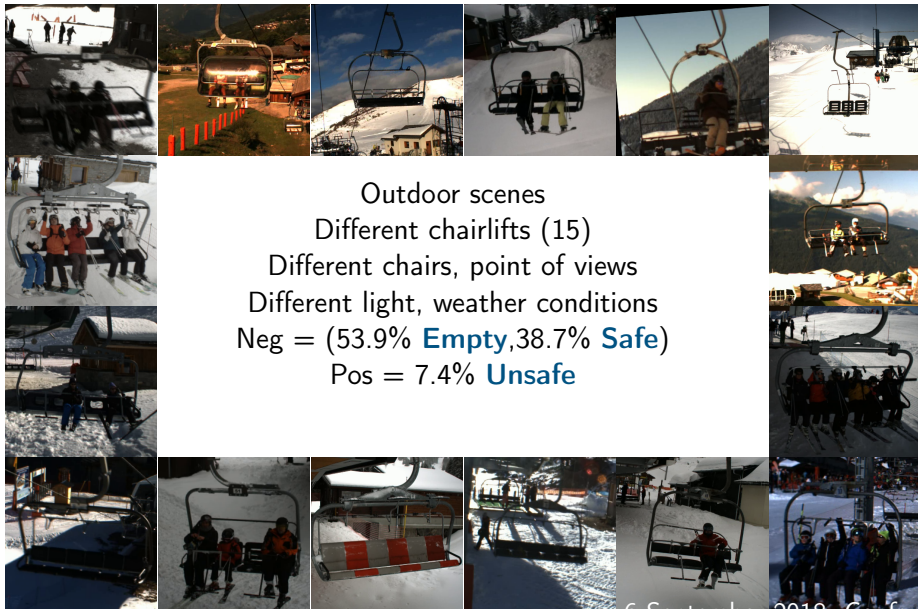 Outdoor scenes
Different chairlifts (15)
Different chairs, point of views
Different light, weather conditions
Neg = (53.9% Empty,38.7% Safe)
Pos = 7.4% Unsafe